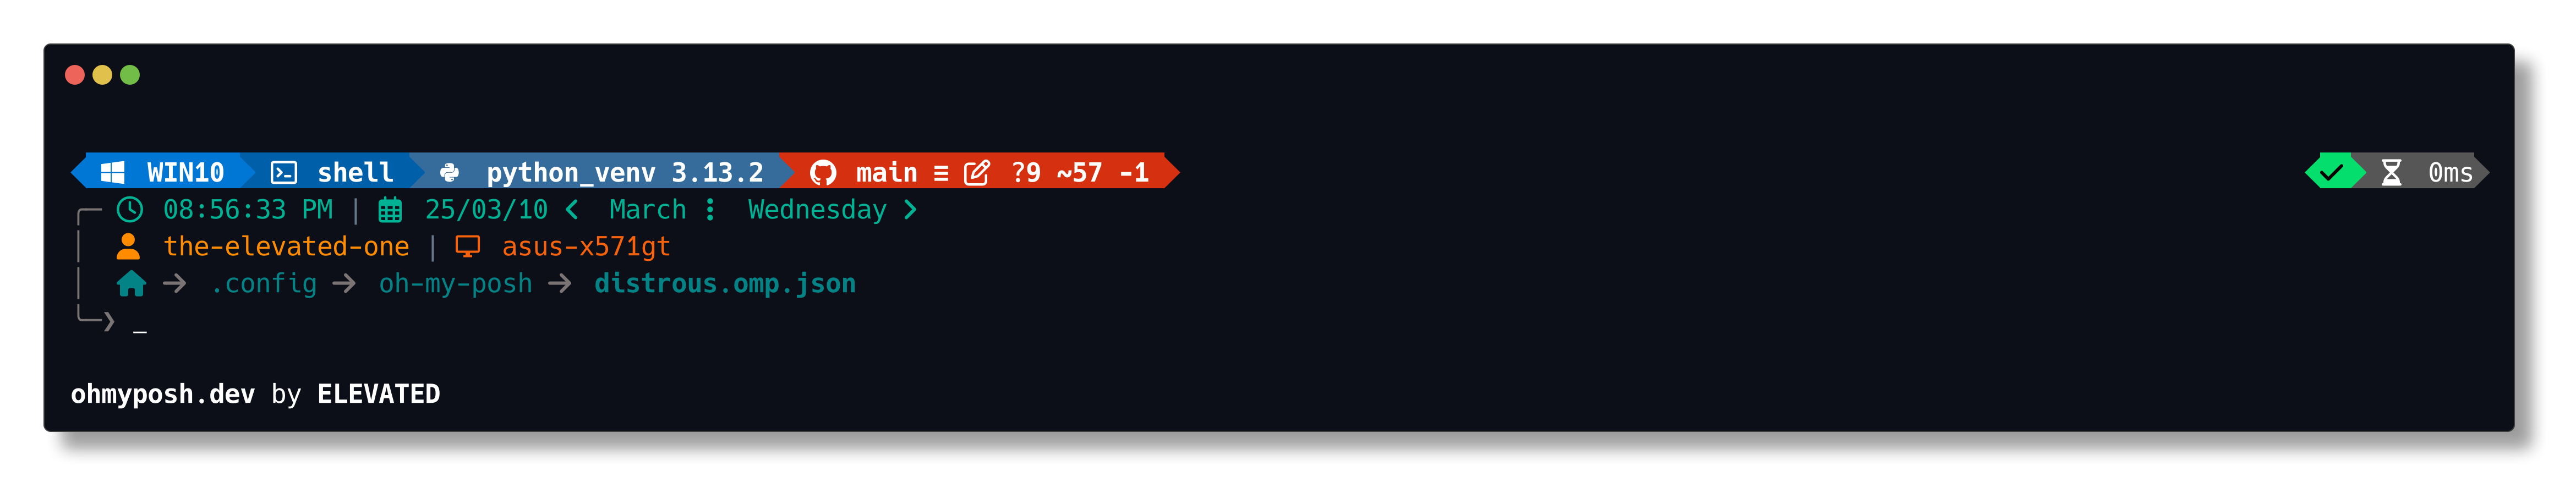 WIN10 shell python_venv 3.13.2 main ≡ ?9 ~57 -1 0ms
08:56:33 PM | 25/03/10 < March ⋮ Wednesday >
the-elevated-one | asus-x571gt
→ .config → oh-my-posh → distrous.omp.json
❯ _
ohmyposh.dev by ELEVATED